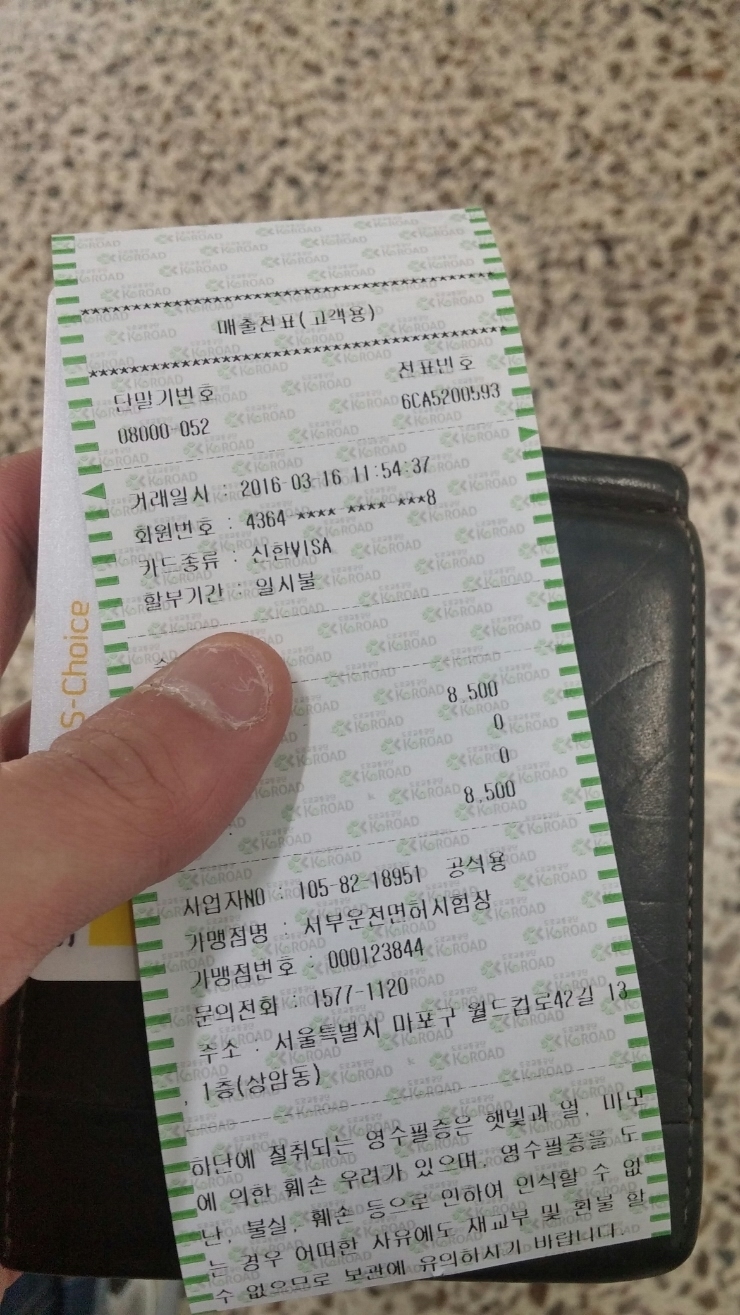 ********************************************
매출전표(고객용)
********************************************
단말기번호 전표번호
08000-052 6CA5200593
거래일시 : 2016-03-16 11:54:37
회원번호 : 4364 **** **** ***8
카드종류 : 신한VISA
할부기간 : 일시불
8,500
0
0
8,500
사업자NO : 105-82-18951 공석용
가맹점명 : 서부운전면허시험장
가맹점번호 : 000123844
문의전화 : 1577-1120
주소 : 서울특별시 마포구 월드컵로42길 13
, 1층(상암동)
하단에 절취되는 영수필증은 햇빛과 열, 마모
에 의한 훼손 우려가 있으며, 영수필증을 도
난, 불실, 훼손 등으로 인하여 인식할 수 없
는 경우 어떠한 사유에도 재교부 및 환불 할
수 없으므로 보관에 유의하시기 바랍니다.
S-Choice
KoROAD